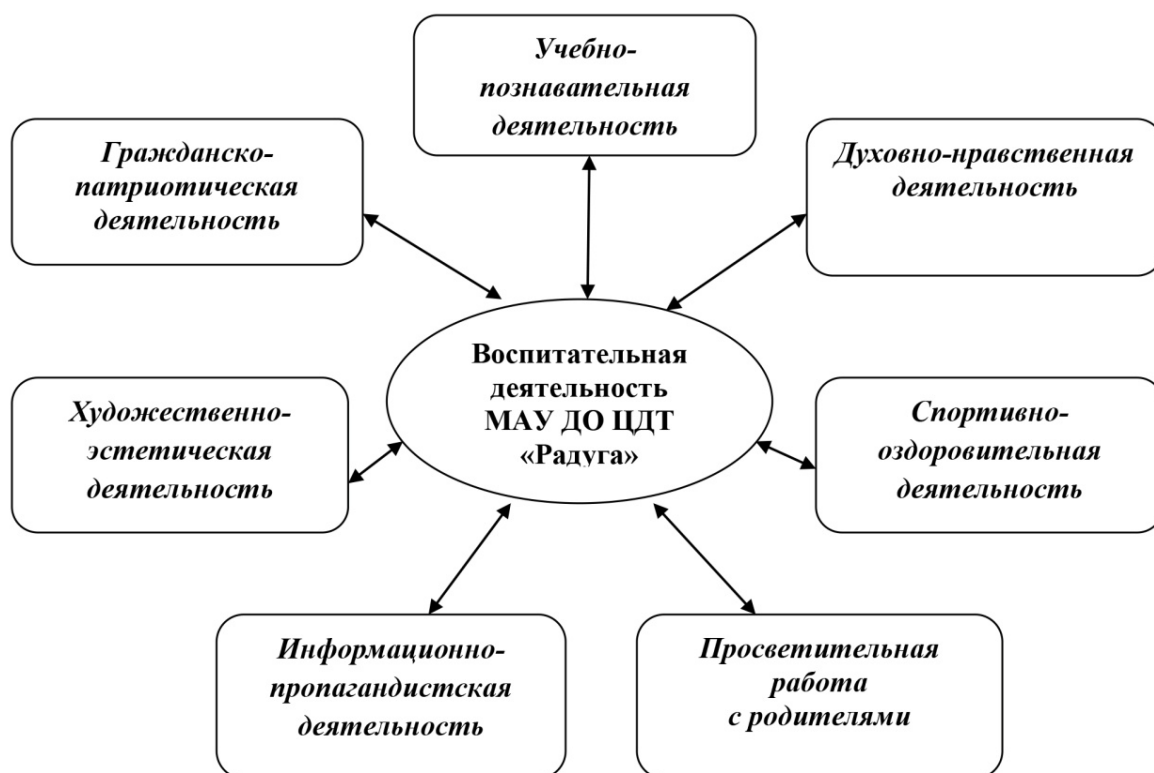 Учебно-
познавательная
деятельность
Гражданско-
патриотическая
деятельность
Духовно-нравственная
деятельность
Воспитательная
деятельность
МАУ ДО ЦДТ
«Радуга»
Художественно-
эстетическая
деятельность
Спортивно-
оздоровительная
деятельность
Информационно-
пропагандистская
деятельность
Просветительная
работа
с родителями